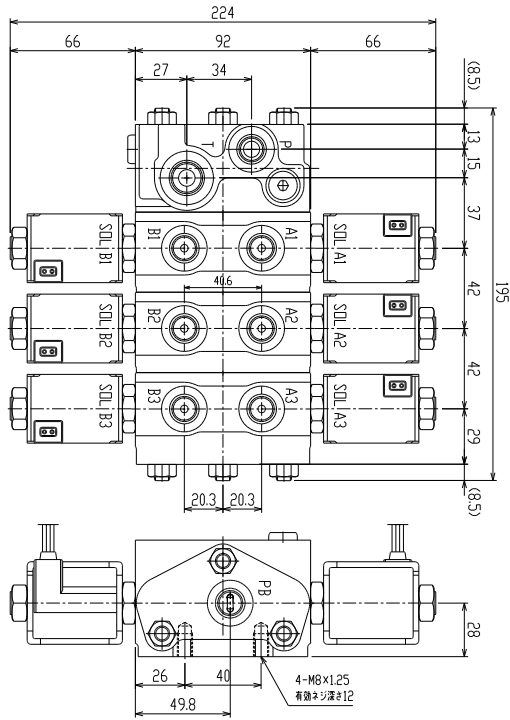 224
66
92
66
27
34
(8.5)
13
15
37
42
42
29
(8.5)
195
T
P
SOL B1
B1
A1
SOL A1
40.6
SOL B2
B2
A2
SOL A2
SOL B3
B3
A3
SOL A3
20.3
20.3
PB
28
26
40
49.8
4-M8×1.25
有効ネジ深さ12